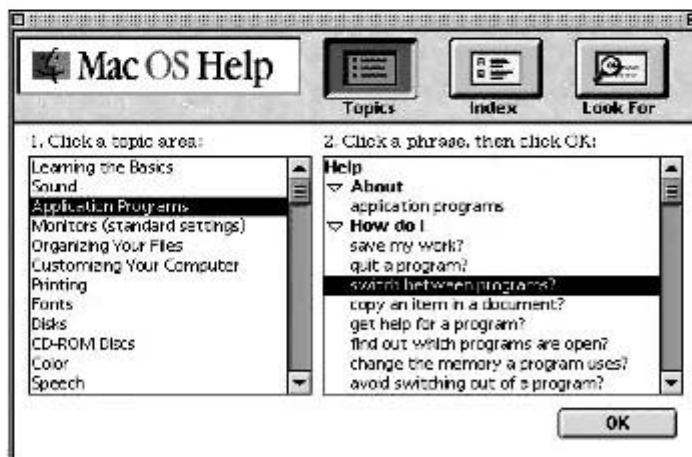 Mac OS Help
Topics
Index
Look For
1. Click a topic area:
Learning the Basics
Sound
Application Programs
Monitors (standard settings)
Organizing Your Files
Customizing Your Computer
Printing
Fonts
Disks
CD-ROM Discs
Color
Speech
2. Click a phrase, then click OK:
Help
About
application programs
How do I
save my work?
quit a program?
switch between programs?
copy an item in a document?
get help for a program?
find out which programs are open?
change the memory a program uses?
avoid switching out of a program?
OK